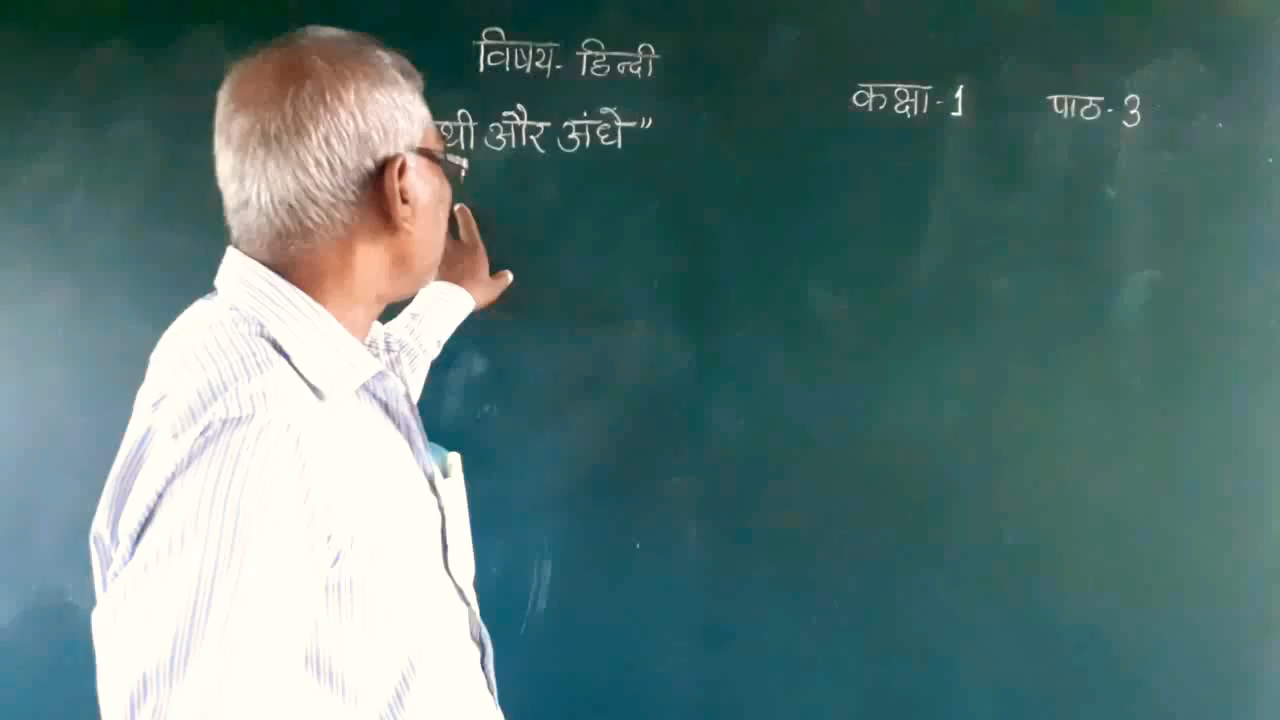 विषय- हिन्दी
कक्षा-1 पाठ-3
और अंधे"